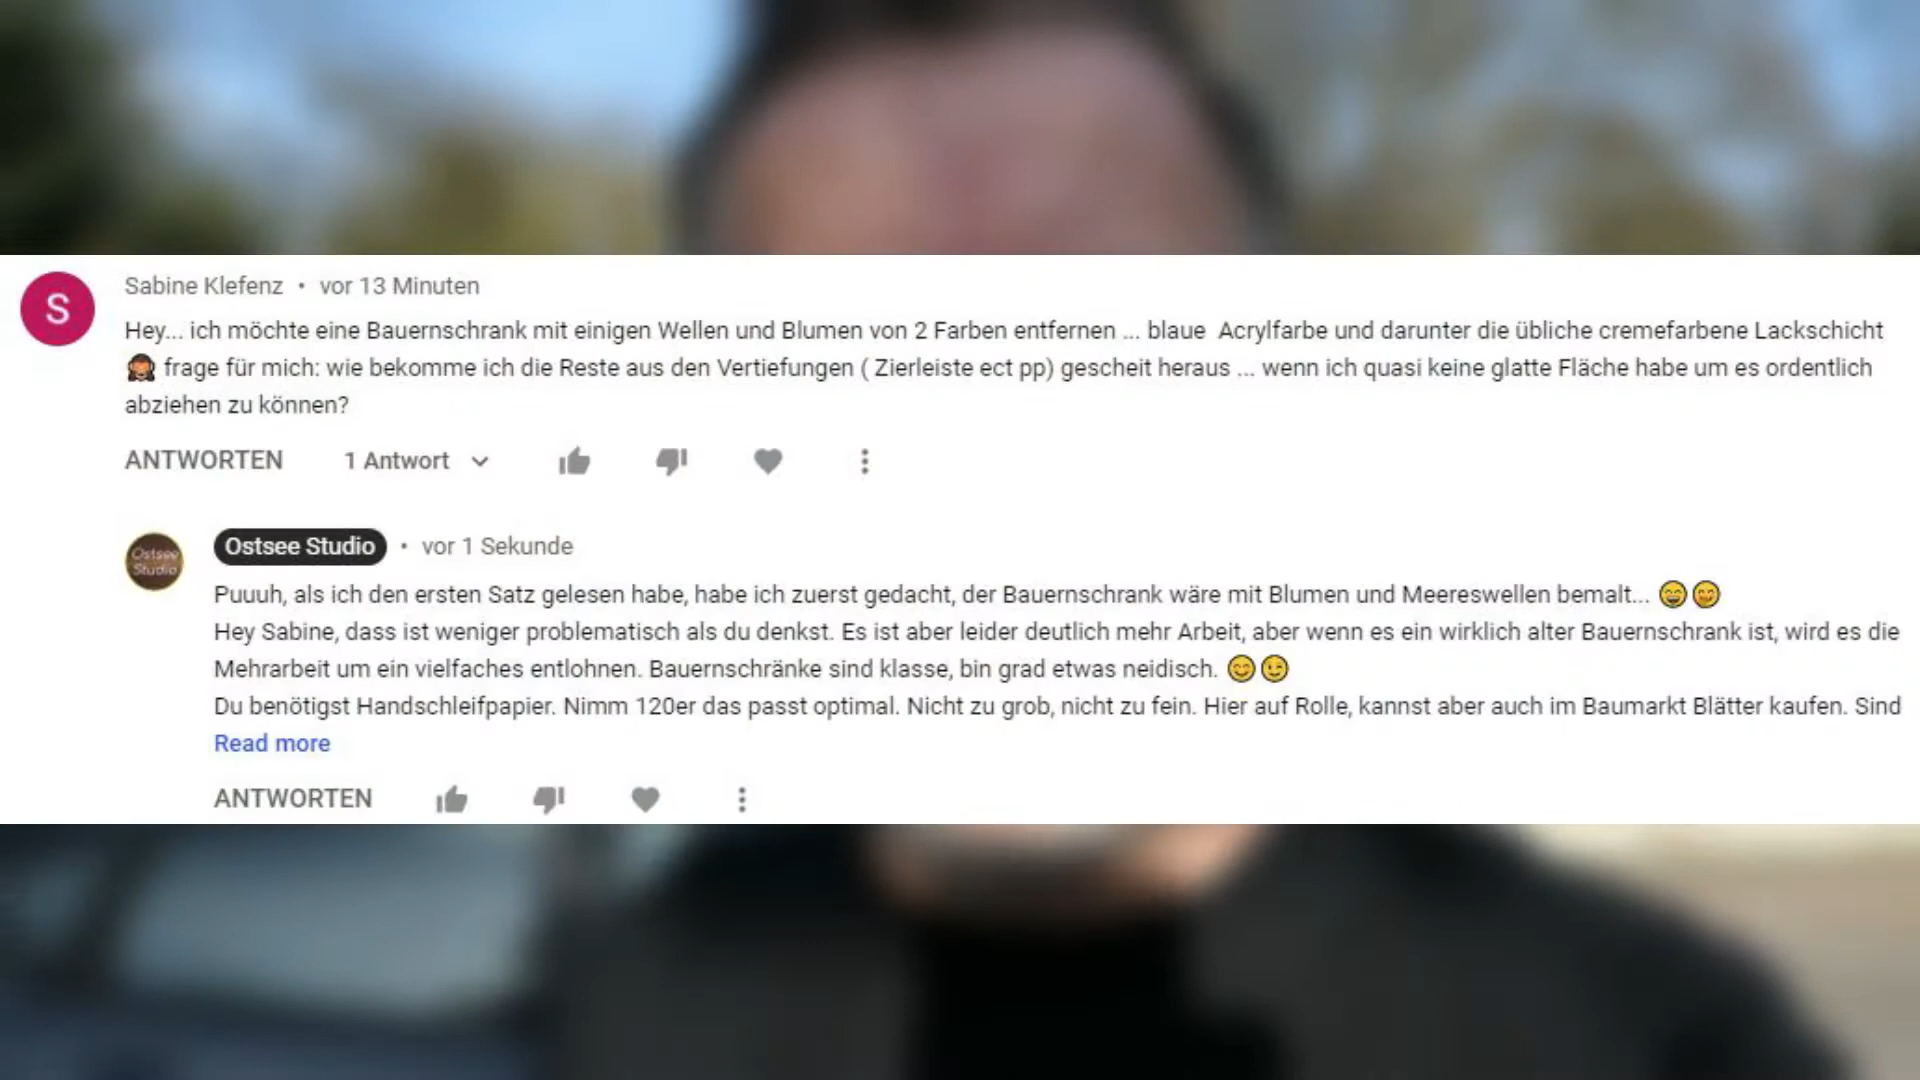 Sabine Klefenz • vor 13 Minuten
S
Hey... ich möchte eine Bauernschrank mit einigen Wellen und Blumen von 2 Farben entfernen ... blaue Acrylfarbe und darunter die übliche cremefarbene Lackschicht
🙈 frage für mich: wie bekomme ich die Reste aus den Vertiefungen ( Zierleiste ect pp) gescheit heraus ... wenn ich quasi keine glatte Fläche habe um es ordentlich
abziehen zu können?
ANTWORTEN 1 Antwort
Ostsee Studio • vor 1 Sekunde
Ostsee
Studio
Puuuh, als ich den ersten Satz gelesen habe, habe ich zuerst gedacht, der Bauernschrank wäre mit Blumen und Meereswellen bemalt... 😄😊
Hey Sabine, dass ist weniger problematisch als du denkst. Es ist aber leider deutlich mehr Arbeit, aber wenn es ein wirklich alter Bauernschrank ist, wird es die
Mehrarbeit um ein vielfaches entlohnen. Bauernschränke sind klasse, bin grad etwas neidisch. 😊😉
Du benötigst Handschleifpapier. Nimm 120er das passt optimal. Nicht zu grob, nicht zu fein. Hier auf Rolle, kannst aber auch im Baumarkt Blätter kaufen. Sind
Read more
ANTWORTEN